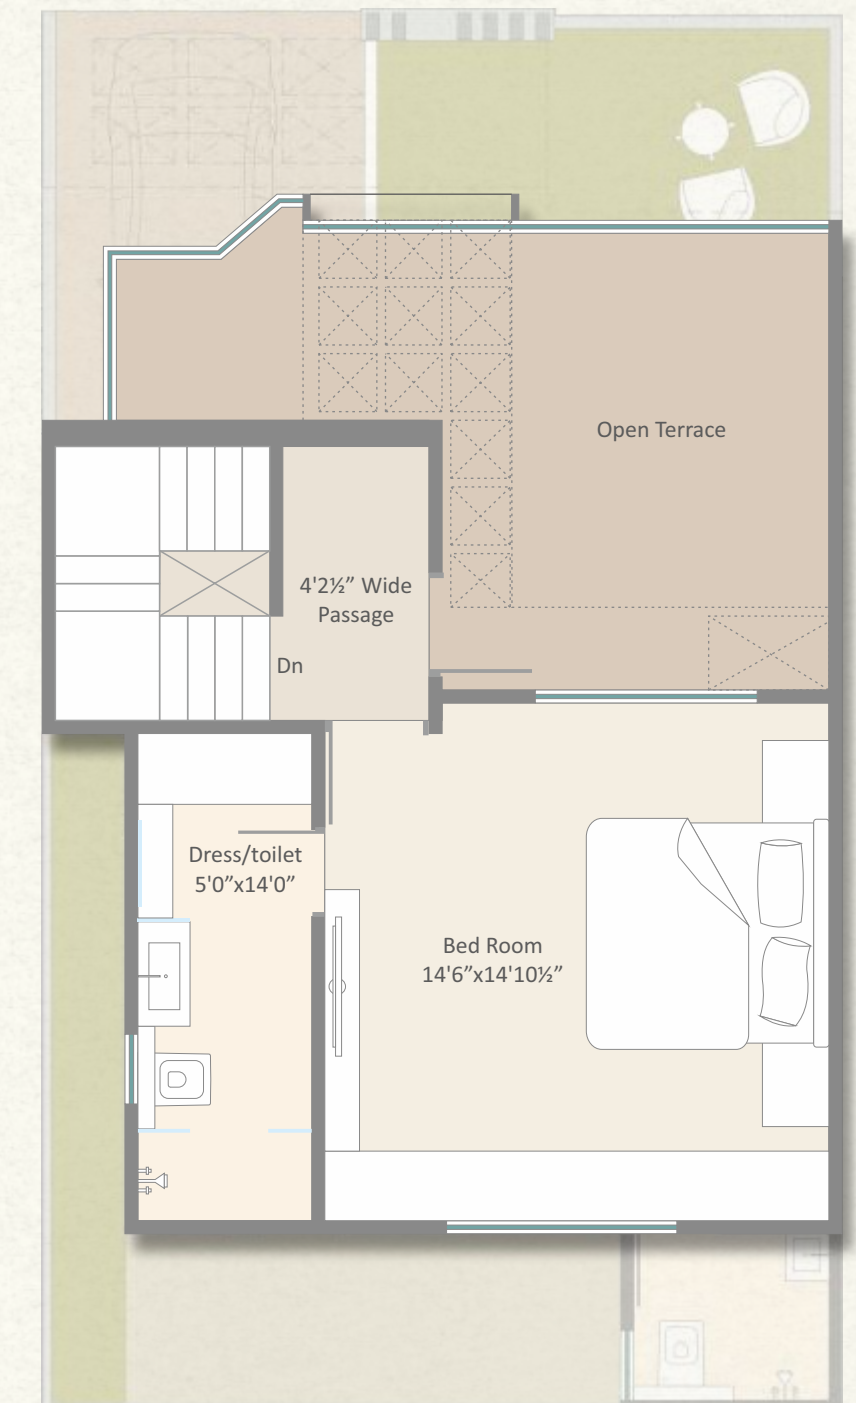 Open Terrace
4'2½” Wide
Passage
Dn
Dress/toilet
5'0”x14'0”
Bed Room
14'6”x14'10½”